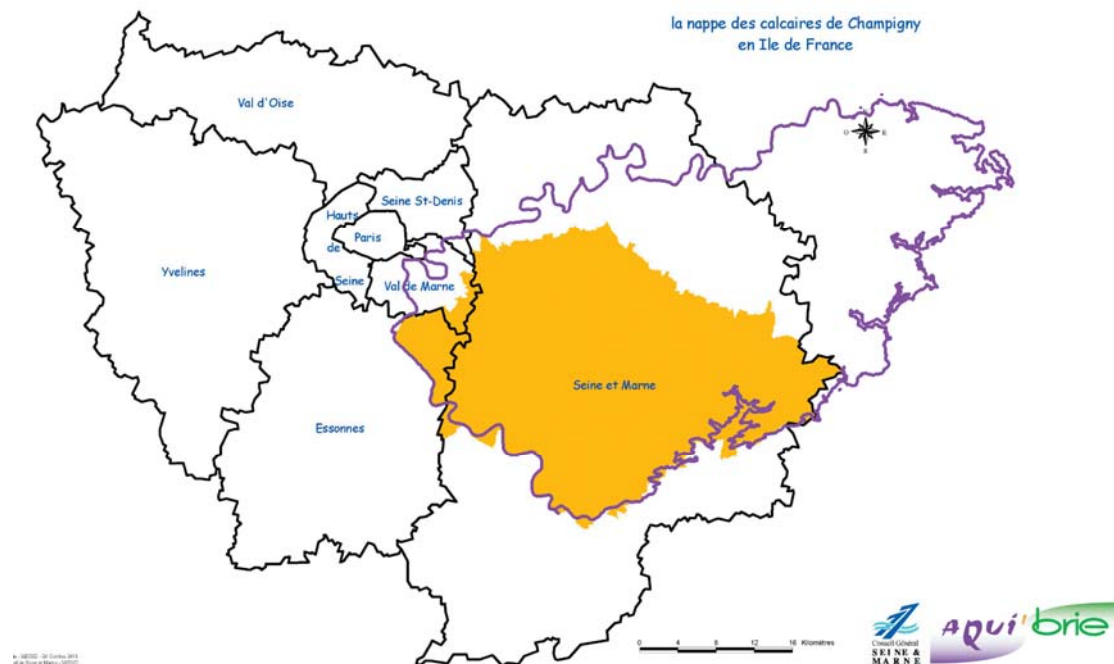 la nappe des calcaires de Champigny
en Ile de France
Val d'Oise
Seine St-Denis
Hauts
de
Seine
Paris
Yvelines
Val de Marne
Seine et Marne
Essonnes
0 4 8 12 16 Kilomètres
Conseil Général
SEINE &
MARNE
AQUI'brie